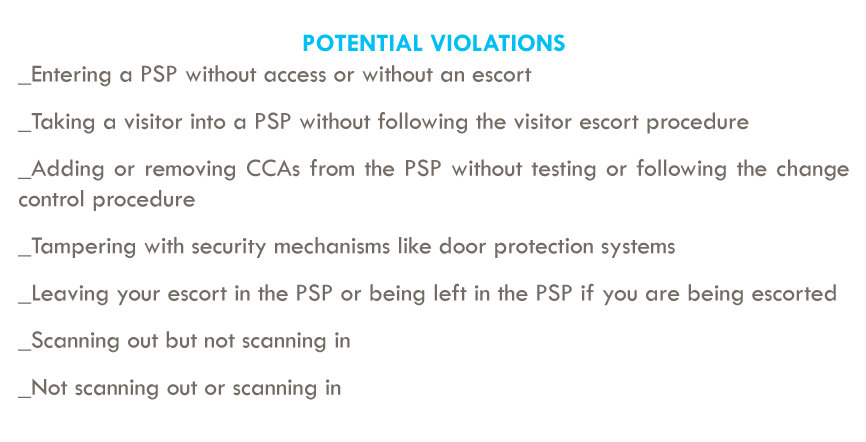 POTENTIAL VIOLATIONS
_Entering a PSP without access or without an escort
_Taking a visitor into a PSP without following the visitor escort procedure
_Adding or removing CCAs from the PSP without testing or following the change
control procedure
_Tampering with security mechanisms like door protection systems
_Leaving your escort in the PSP or being left in the PSP if you are being escorted
_Scanning out but not scanning in
_Not scanning out or scanning in